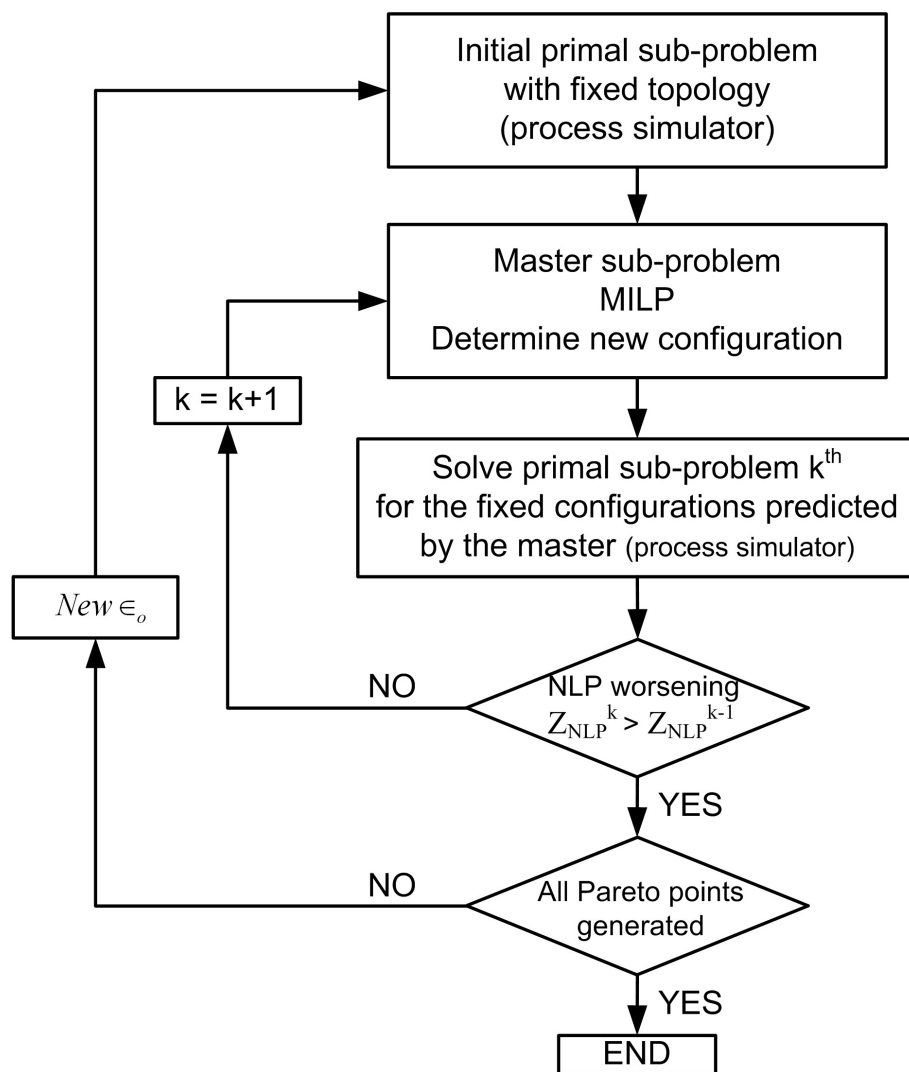 Initial primal sub-problem
with fixed topology
(process simulator)
Master sub-problem
MILP
Determine new configuration
k = k+1
Solve primal sub-problem k^th
for the fixed configurations predicted
by the master (process simulator)
New ∈_o
NO
NLP worsening
Z_NLP^k > Z_NLP^k-1
YES
NO
All Pareto points
generated
YES
END